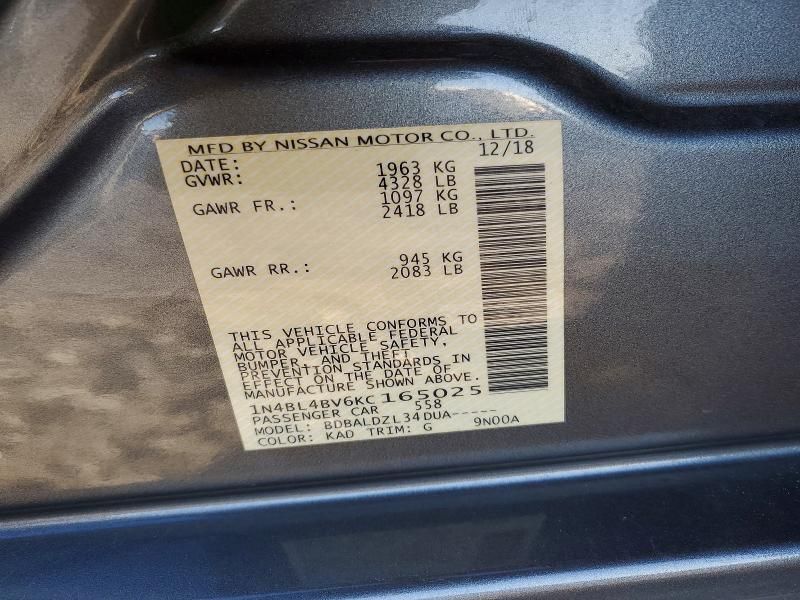 MFD BY NISSAN MOTOR CO., LTD.
DATE: 12/18
GVWR: 1963 KG
4328 LB
GAWR FR.: 1097 KG
2418 LB
GAWR RR.: 945 KG
2083 LB
THIS VEHICLE CONFORMS TO
ALL APPLICABLE FEDERAL
MOTOR VEHICLE SAFETY,
BUMPER, AND THEFT
PREVENTION STANDARDS IN
EFFECT ON THE DATE OF
MANUFACTURE SHOWN ABOVE.
1N4BL4BV6KC165025
PASSENGER CAR 558
MODEL: BDBALDZL34DUA-----
COLOR: KAD TRIM: G 9N00A